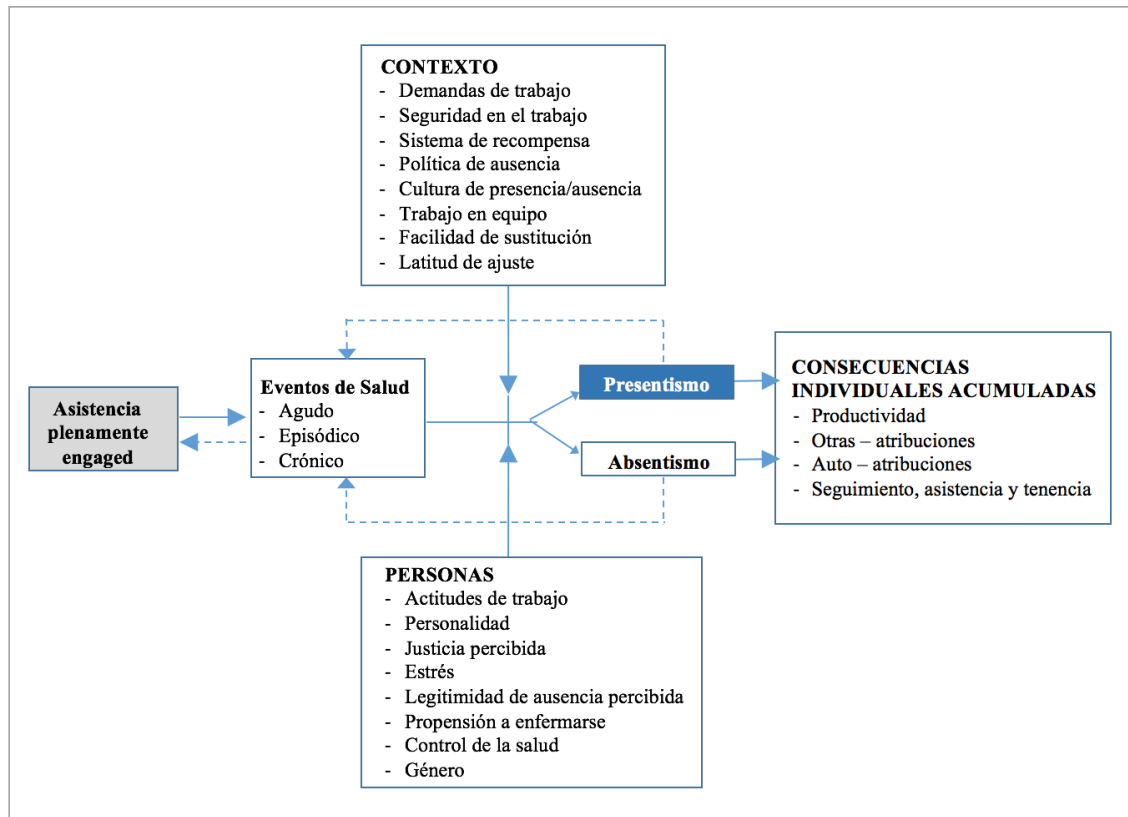 CONTEXTO
- Demandas de trabajo
- Seguridad en el trabajo
- Sistema de recompensa
- Política de ausencia
- Cultura de presencia/ausencia
- Trabajo en equipo
- Facilidad de sustitución
- Latitud de ajuste
Asistencia
plenamente
engaged
Eventos de Salud
- Agudo
- Episódico
- Crónico
Presentismo
Absentismo
CONSECUENCIAS
INDIVIDUALES ACUMULADAS
- Productividad
- Otras – atribuciones
- Auto – atribuciones
- Seguimiento, asistencia y tenencia
PERSONAS
- Actitudes de trabajo
- Personalidad
- Justicia percibida
- Estrés
- Legitimidad de ausencia percibida
- Propensión a enfermarse
- Control de la salud
- Género